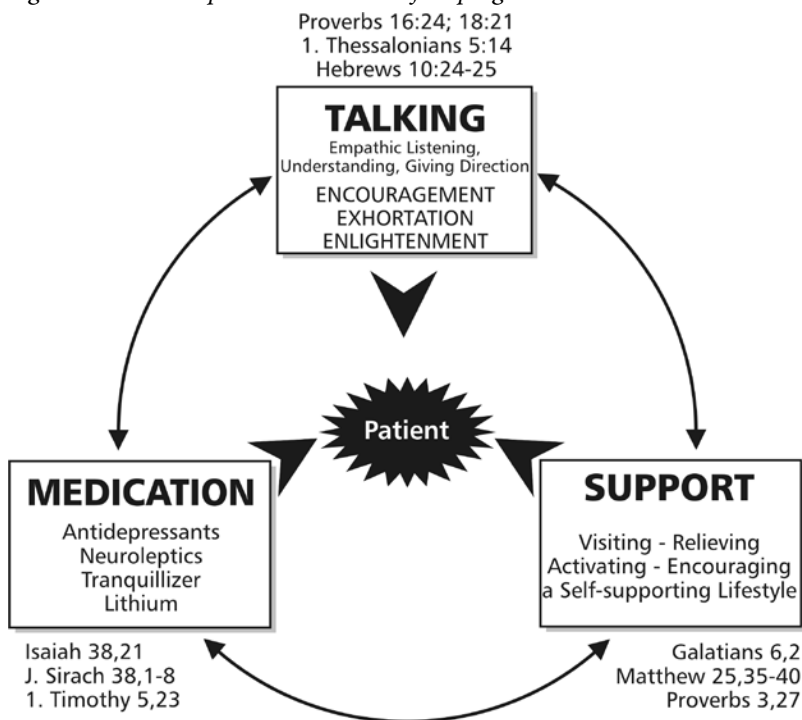 Proverbs 16:24; 18:21
1. Thessalonians 5:14
Hebrews 10:24-25
TALKING
Empathic Listening,
Understanding, Giving Direction
ENCOURAGEMENT
EXHORTATION
ENLIGHTENMENT
Patient
MEDICATION
Antidepressants
Neuroleptics
Tranquillizer
Lithium
Isaiah 38,21
J. Sirach 38,1-8
1. Timothy 5,23
SUPPORT
Visiting - Relieving
Activating - Encouraging
a Self-supporting Lifestyle
Galatians 6,2
Matthew 25,35-40
Proverbs 3,27